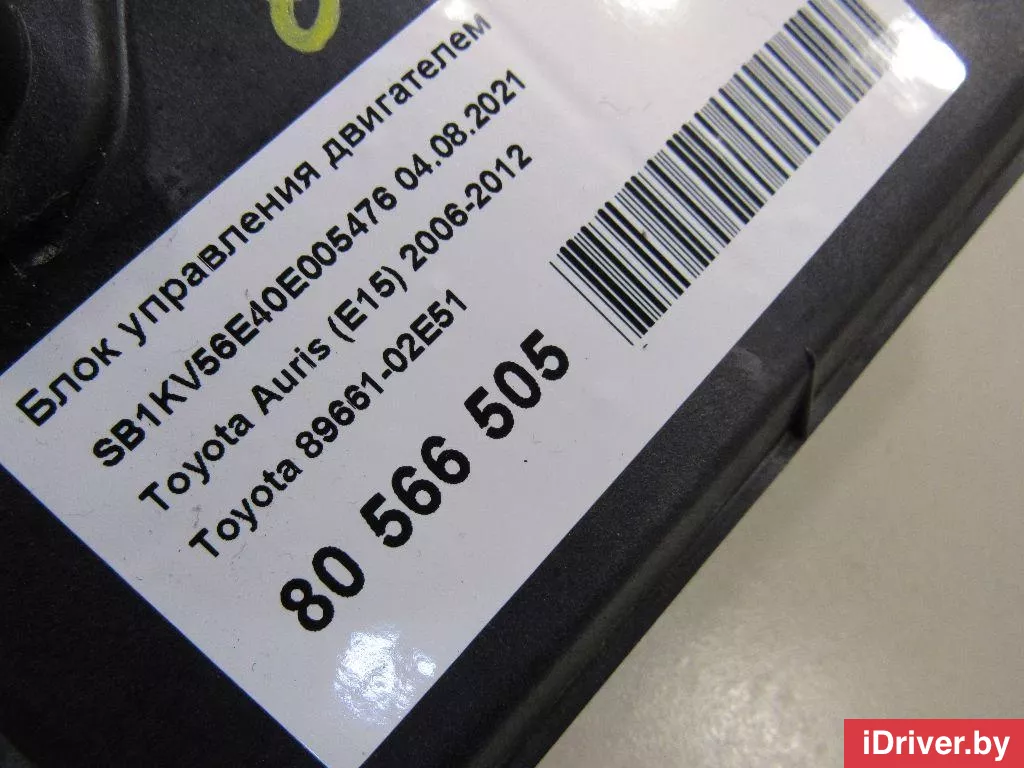 Блок управления двигателем
SB1KV56E40E005476 04.08.2021
Toyota Auris (E15) 2006-2012
Toyota 89661-02E51
80 566 505
iDriver.by